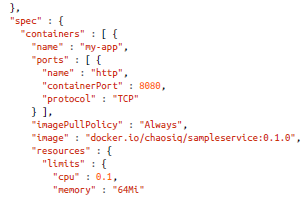 },
"spec" : {
"containers" : [ {
"name" : "my-app",
"ports" : [ {
"name" : "http",
"containerPort" : 8080,
"protocol" : "TCP"
} ],
"imagePullPolicy" : "Always",
"image" : "docker.io/chaosiq/sampleservice:0.1.0",
"resources" : {
"limits" : {
"cpu" : 0.1,
"memory" : "64Mi"